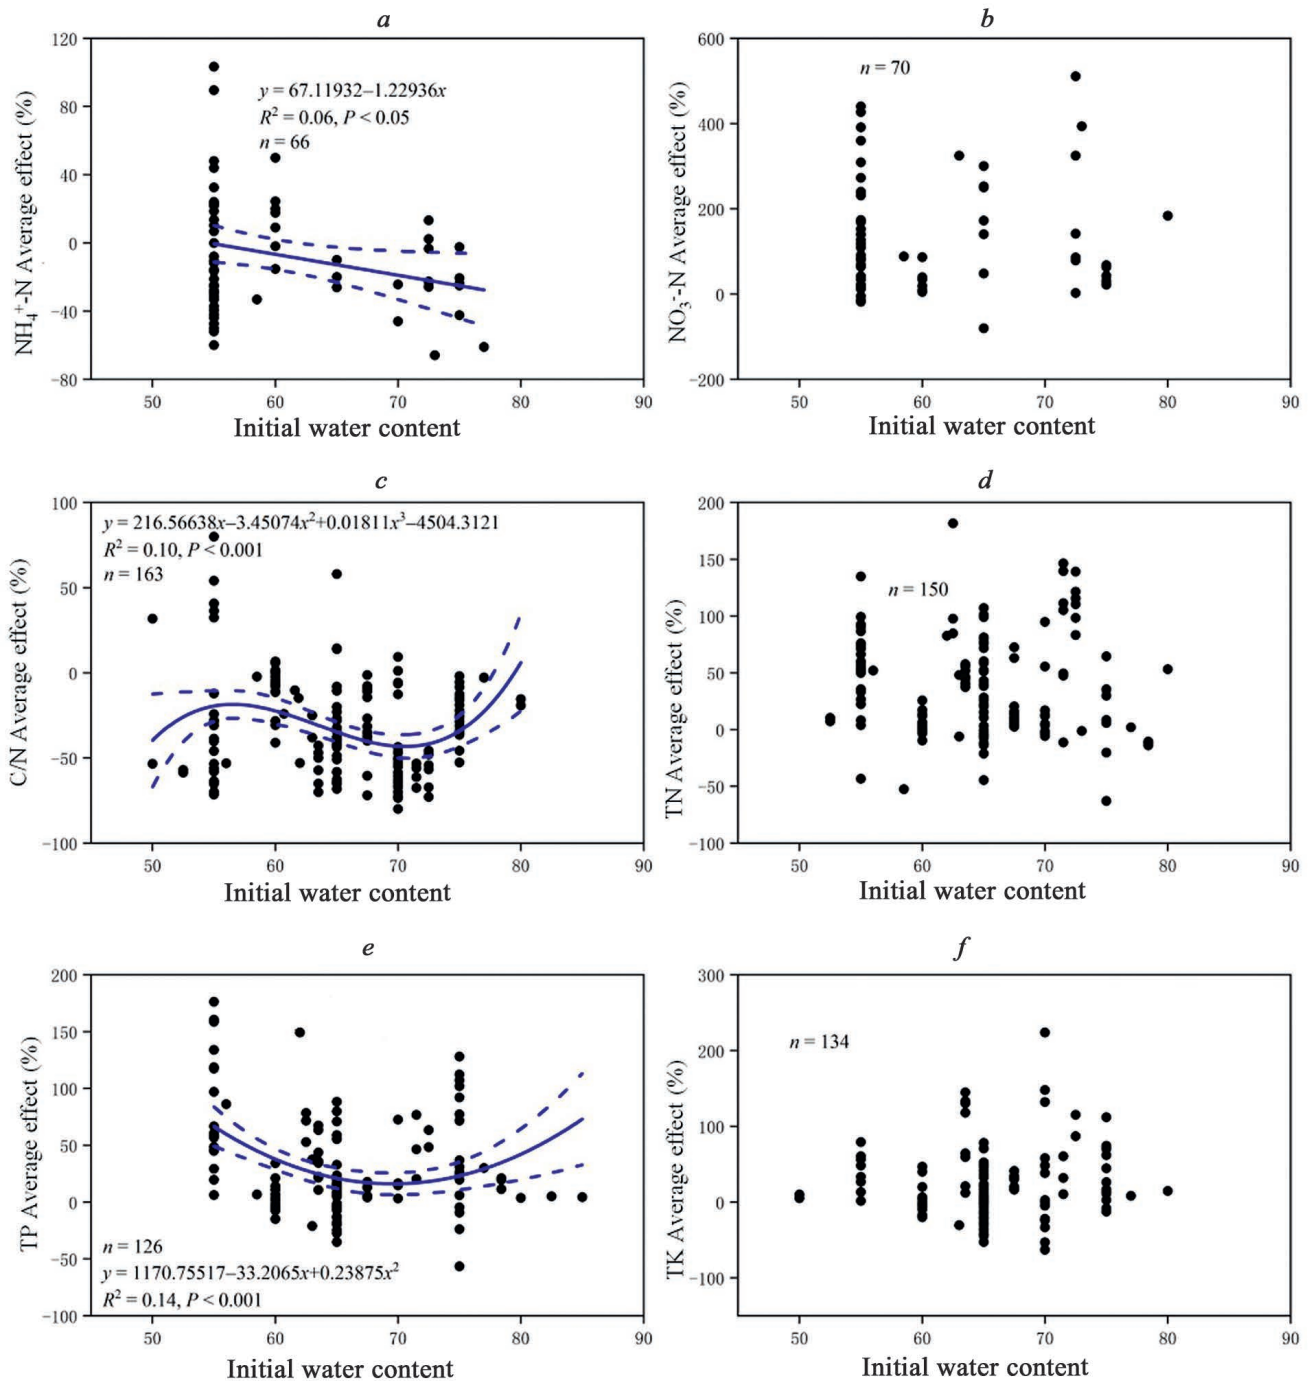 a
120
80
40
0
−40
−80
50 60 70 80 90
NH₄⁺-N Average effect (%)
y = 67.11932–1.22936x
R² = 0.06, P < 0.05
n = 66
Initial water content
b
600
400
200
0
−200
50 60 70 80 90
NO₃⁻-N Average effect (%)
n = 70
Initial water content
c
100
50
0
−50
−100
50 60 70 80 90
C/N Average effect (%)
y = 216.56638x–3.45074x²+0.01811x³–4504.3121
R² = 0.10, P < 0.001
n = 163
Initial water content
d
200
150
100
50
0
−50
−100
50 60 70 80 90
TN Average effect (%)
n = 150
Initial water content
e
200
150
100
50
0
−50
−100
50 60 70 80 90
TP Average effect (%)
n = 126
y = 1170.75517–33.2065x+0.23875x²
R² = 0.14, P < 0.001
Initial water content
f
300
200
100
0
−100
50 60 70 80 90
TK Average effect (%)
n = 134
Initial water content